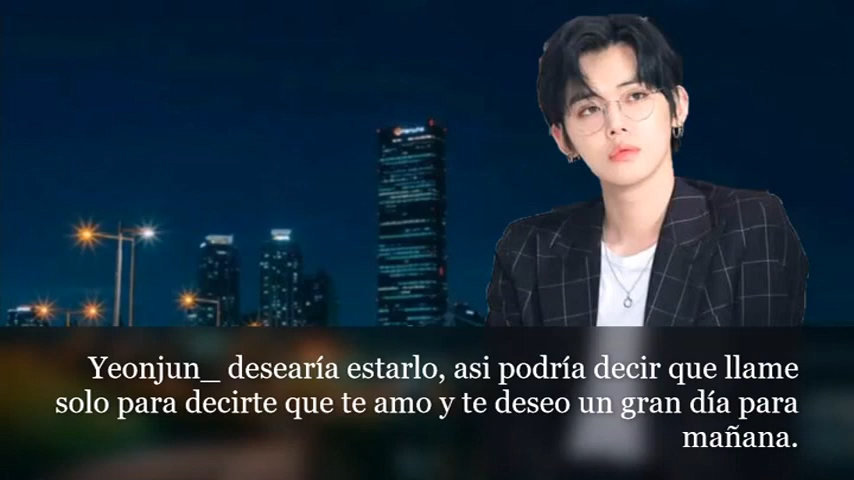 Yeonjun_ desearía estarlo, asi podría decir que llame
solo para decirte que te amo y te deseo un gran día para
mañana.